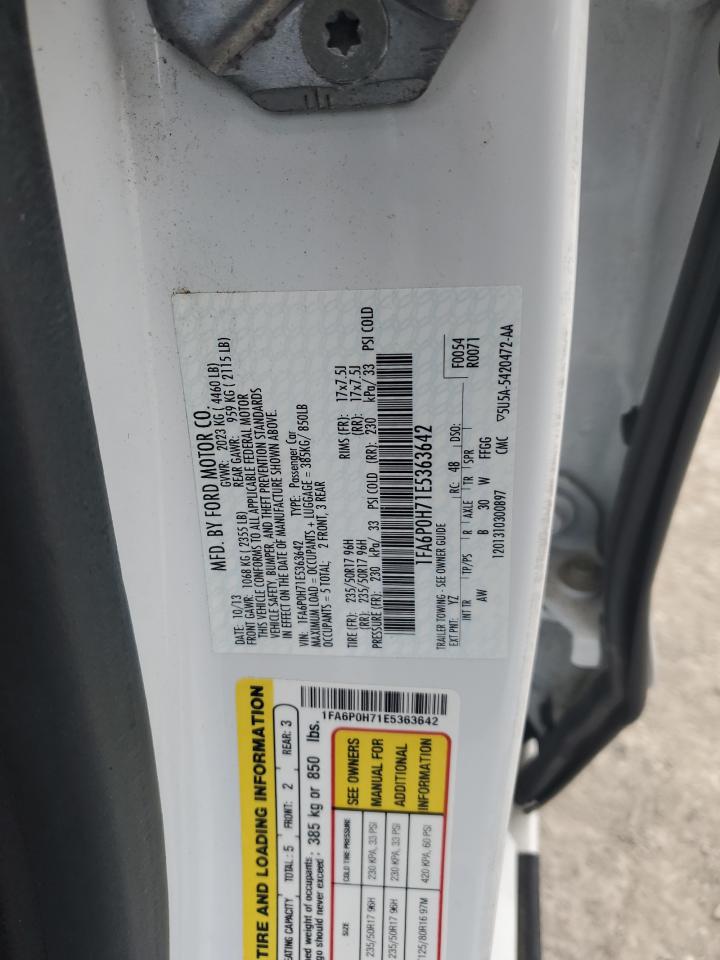 MFD. BY FORD MOTOR CO.
DATE: 10/13 GVWR: 2023 KG ( 4460 LB)
FRONT GAWR: 1068 KG ( 2355 LB) REAR GAWR: 959 KG ( 2115 LB)
THIS VEHICLE CONFORMS TO ALL APPLICABLE FEDERAL MOTOR
VEHICLE SAFETY, BUMPER, AND THEFT PREVENTION STANDARDS
IN EFFECT ON THE DATE OF MANUFACTURE SHOWN ABOVE.
VIN: 1FA6P0H71E5363642 TYPE: Passenger Car
MAXIMUM LOAD = OCCUPANTS + LUGGAGE = 385KG/ 850LB
OCCUPANTS = 5 TOTAL; 2 FRONT, 3 REAR
TIRE (FR): 235/50R17 96H RIMS (FR): 17x7.5J
(RR): 235/50R17 96H (RR): 17x7.5J
PRESSURE (FR): 230 kPa/ 33 PSI COLD (RR): 230 kPa/ 33 PSI COLD
1FA6P0H71E5363642
TRAILER TOWING - SEE OWNER GUIDE F0054
EXT PNT: YZ RC: 48 DSO: R0071
INT TR TP/PS R AXLE TR SPR
AW B 30 W FFGG
1201310300897 CMC ▽5U5A-5420472-AA
TIRE AND LOADING INFORMATION
EATING CAPACITY TOTAL: 5 FRONT: 2 REAR: 3
ned weight of occupants
go should never exceed: 385 kg or 850 lbs.
1FA6P0H71E5363642
SIZE COLD TIRE PRESSURE SEE OWNERS
235/50R17 96H 230 KPA, 33 PSI MANUAL FOR
235/50R17 96H 230 KPA, 33 PSI ADDITIONAL
T125/80R16 97M 420 KPA, 60 PSI INFORMATION